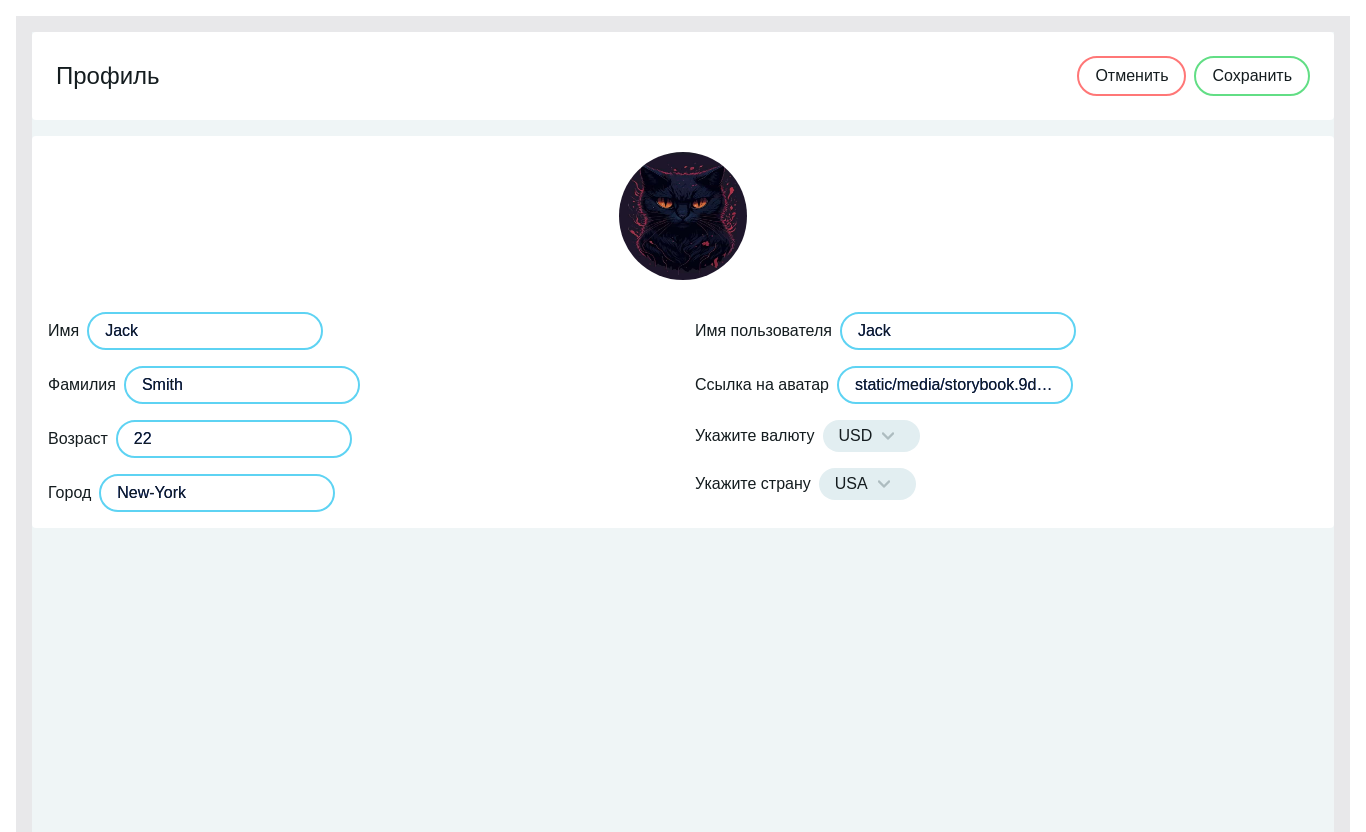 Профиль
Отменить
Сохранить
Имя
Jack
Фамилия
Smith
Возраст
22
Город
New-York
Имя пользователя
Jack
Ссылка на аватар
static/media/storybook.9d…
Укажите валюту
USD
Укажите страну
USA